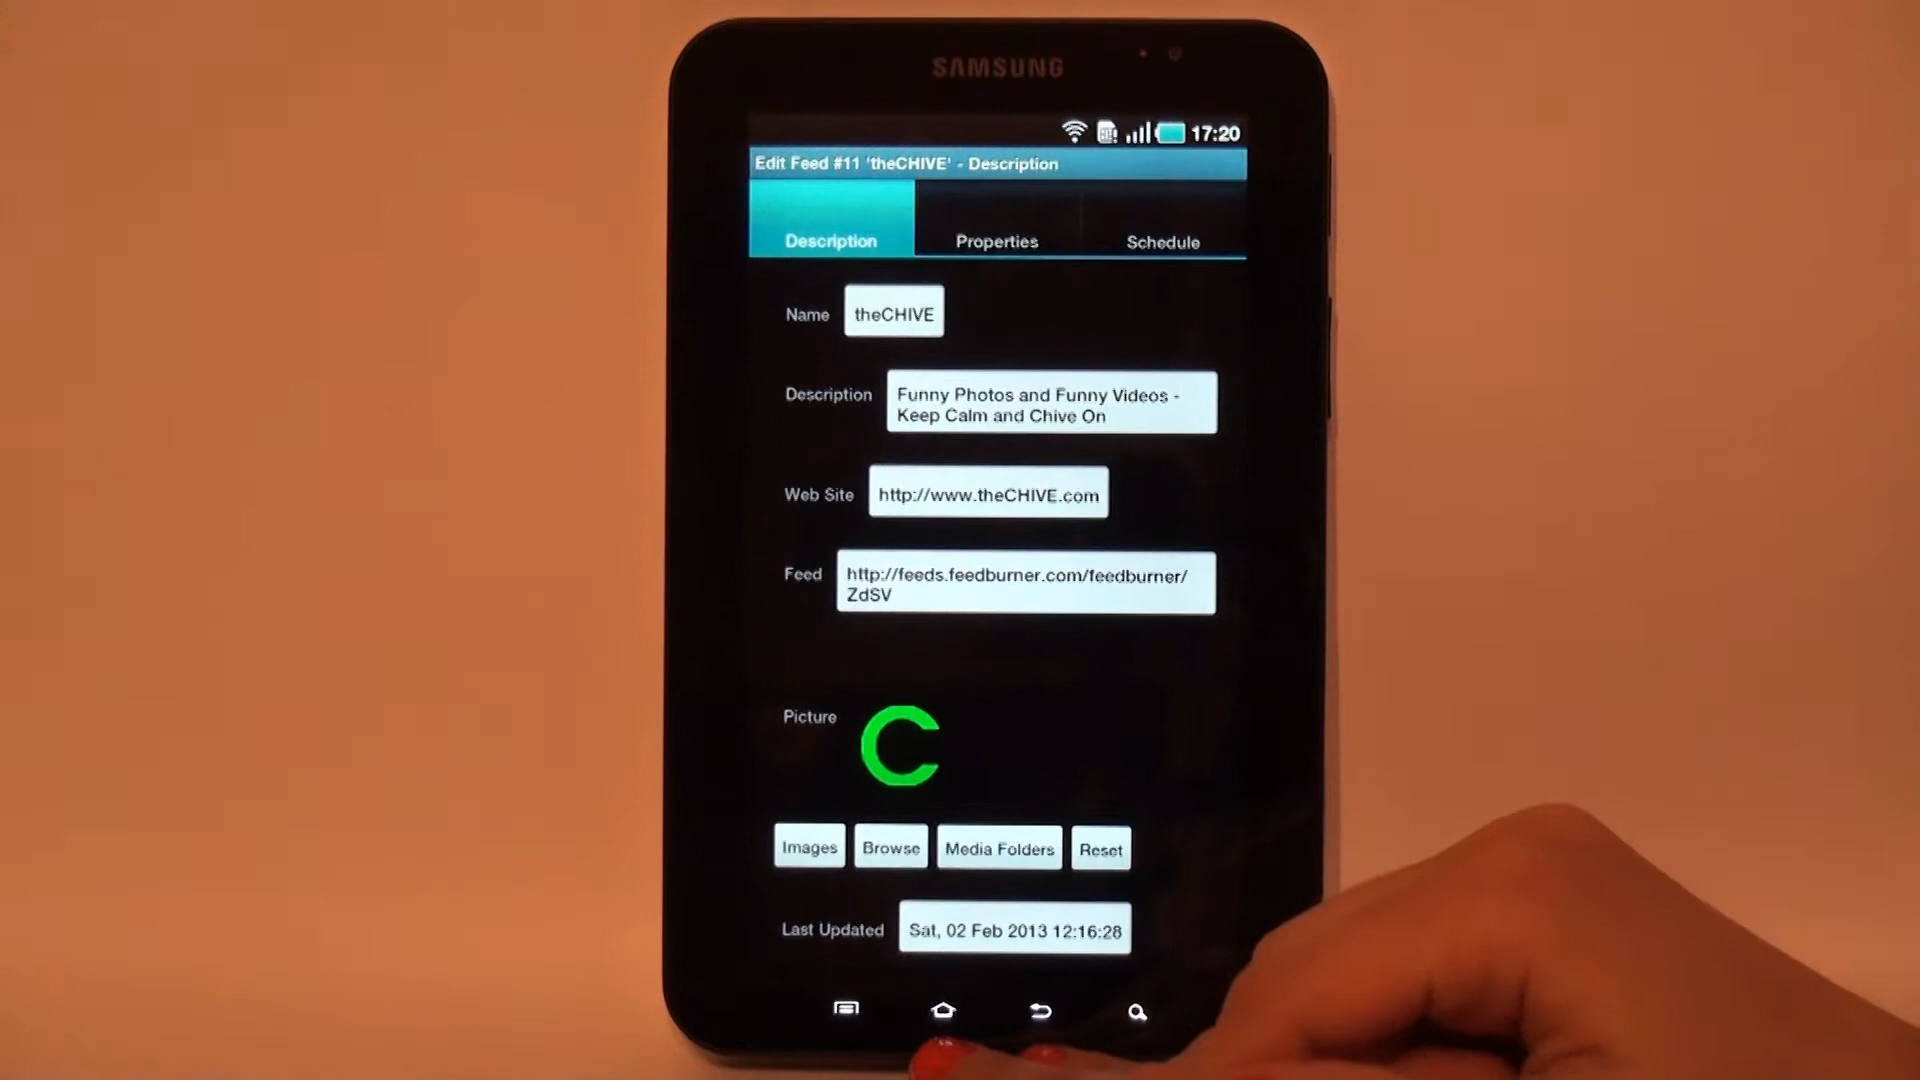 SAMSUNG
17:20
Edit Feed #11 'theCHIVE' - Description
Description
Properties
Schedule
Name
theCHIVE
Description
Funny Photos and Funny Videos -
Keep Calm and Chive On
Web Site
http://www.theCHIVE.com
Feed
http://feeds.feedburner.com/feedburner/
ZdSV
Picture
C
Images
Browse
Media Folders
Reset
Last Updated
Sat, 02 Feb 2013 12:16:28